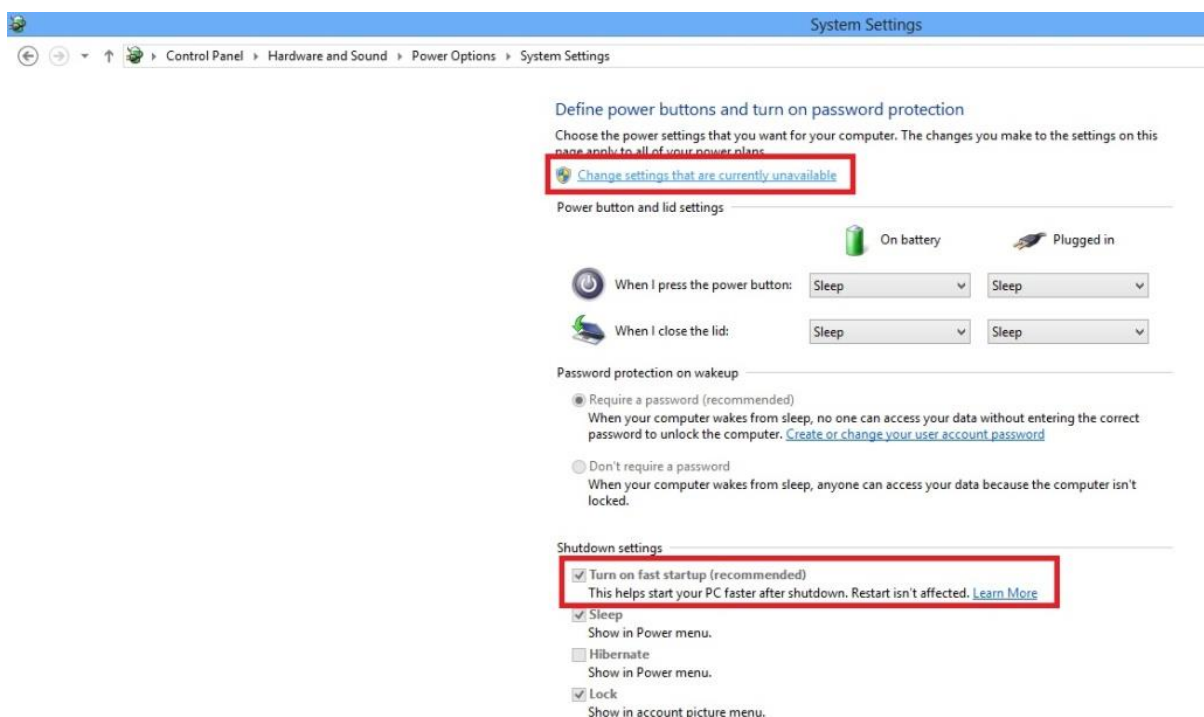 System Settings
Control Panel Hardware and Sound Power Options System Settings
Define power buttons and turn on password protection
Choose the power settings that you want for your computer. The changes you make to the settings on this
page apply to all of your power plans.
Change settings that are currently unavailable
Power button and lid settings
On battery Plugged in
When I press the power button: Sleep Sleep
When I close the lid: Sleep Sleep
Password protection on wakeup
Require a password (recommended)
When your computer wakes from sleep, no one can access your data without entering the correct
password to unlock the computer. Create or change your user account password
Don't require a password
When your computer wakes from sleep, anyone can access your data because the computer isn't
locked.
Shutdown settings
Turn on fast startup (recommended)
This helps start your PC faster after shutdown. Restart isn't affected. Learn More
Sleep
Show in Power menu.
Hibernate
Show in Power menu.
Lock
Show in account picture menu.